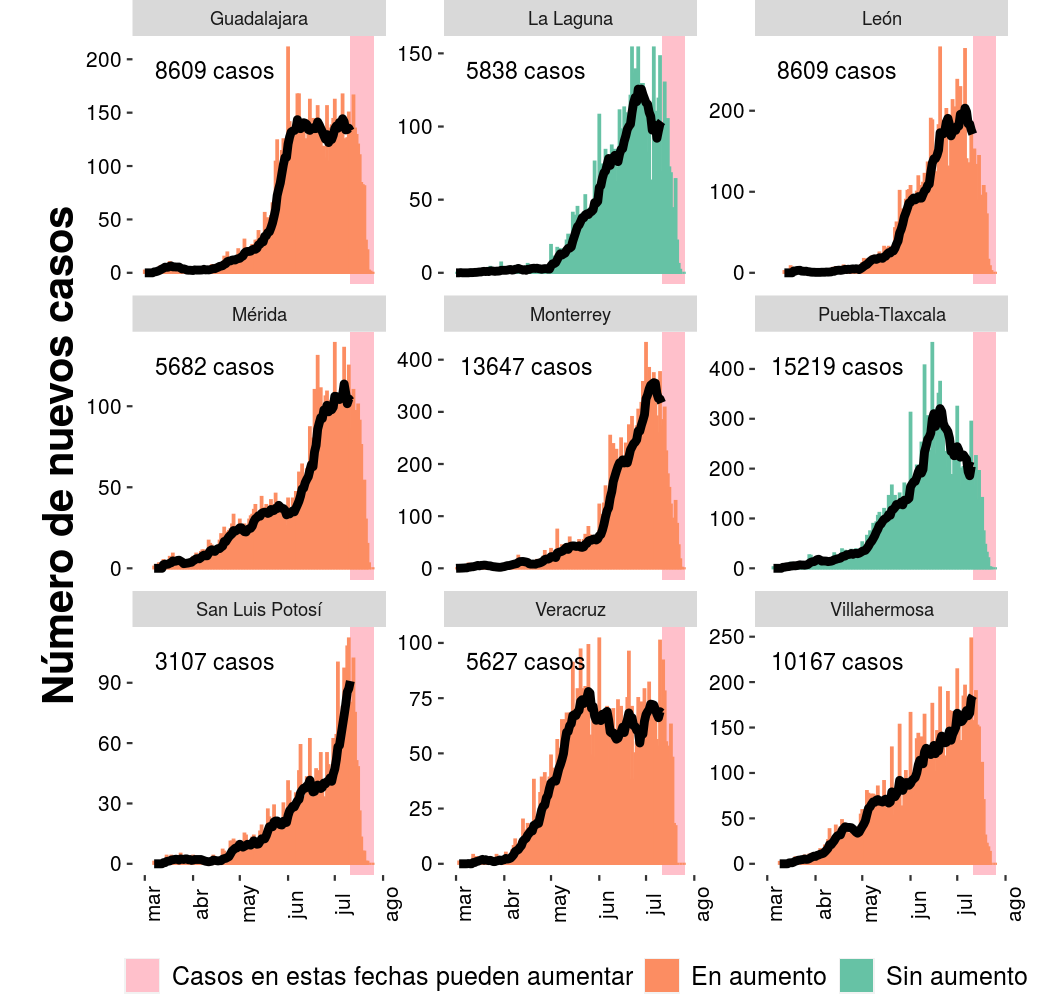 Número de nuevos casos
Guadalajara
La Laguna
León
200
150
100
50
0
8609 casos
150
100
50
0
5838 casos
200
100
0
8609 casos
Mérida
Monterrey
Puebla-Tlaxcala
100
50
0
5682 casos
400
300
200
100
0
13647 casos
400
300
200
100
0
15219 casos
San Luis Potosí
Veracruz
Villahermosa
90
60
30
0
3107 casos
100
75
50
25
0
5627 casos
250
200
150
100
50
0
10167 casos
mar abr may jun jul ago
mar abr may jun jul ago
mar abr may jun jul ago
Casos en estas fechas pueden aumentar En aumento Sin aumento